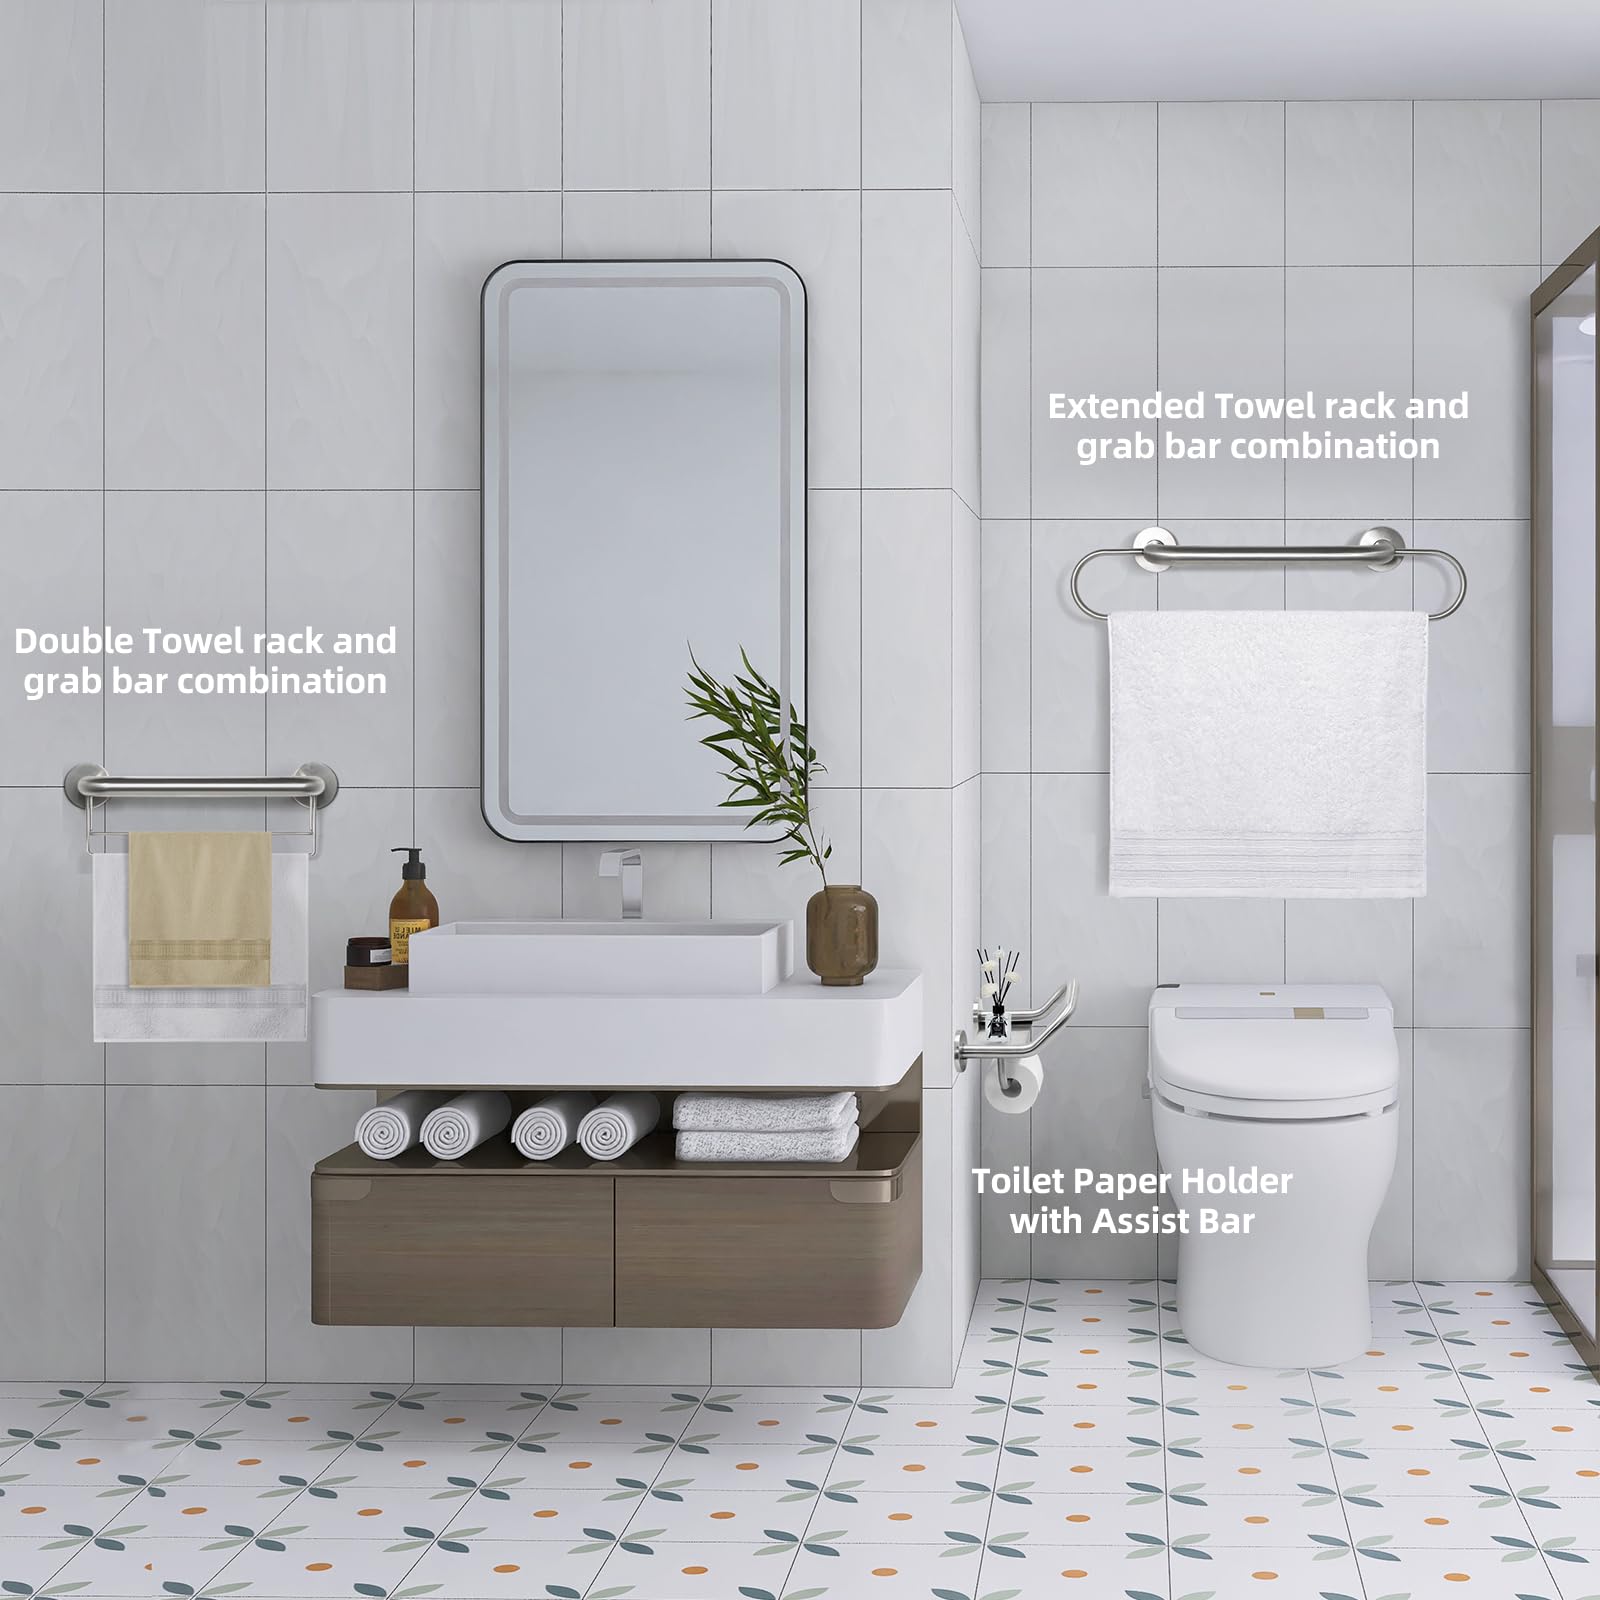 Extended Towel rack and
grab bar combination
Double Towel rack and
grab bar combination
Toilet Paper Holder
with Assist Bar